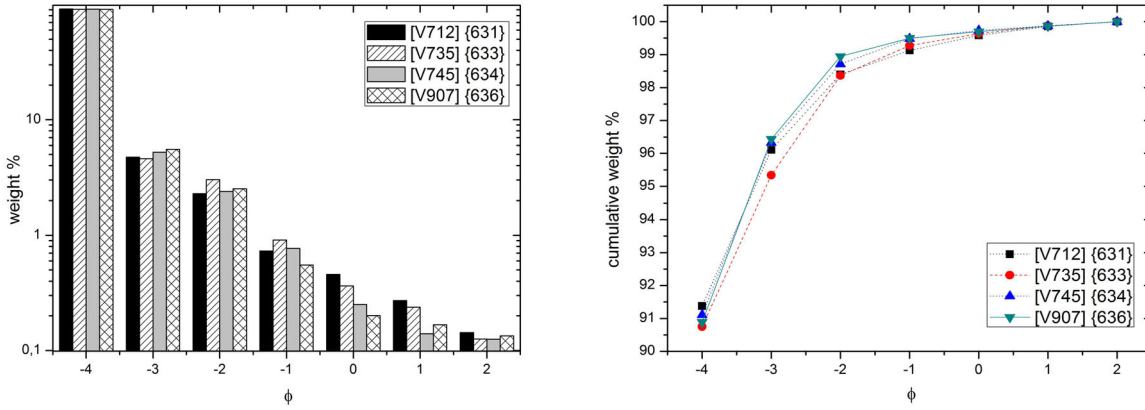 weight %
10
1
0,1
-4 -3 -2 -1 0 1 2
ϕ
[V712] {631}
[V735] {633}
[V745] {634}
[V907] {636}
cumulative weight %
100
99
98
97
96
95
94
93
92
91
90
-4 -3 -2 -1 0 1 2
ϕ
[V712] {631}
[V735] {633}
[V745] {634}
[V907] {636}